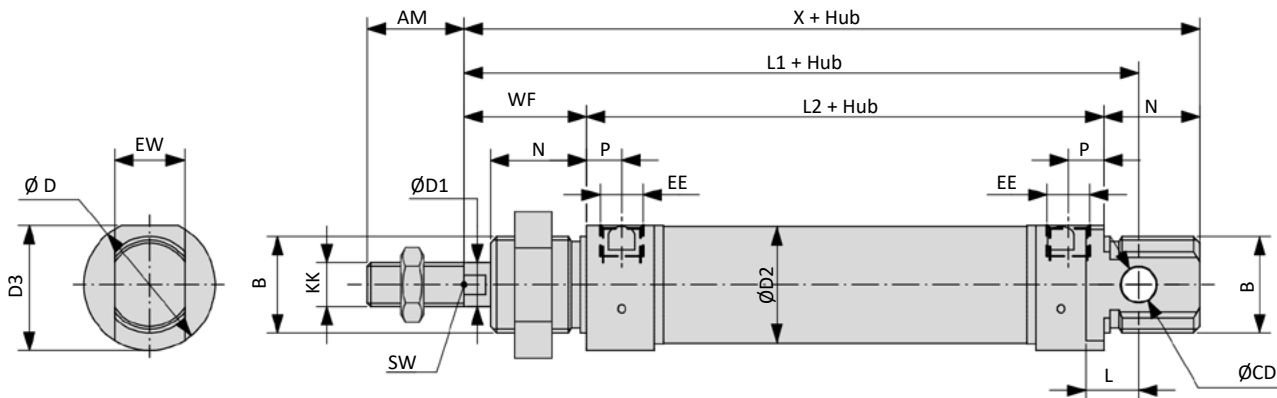 AM
X + Hub
L1 + Hub
WF
L2 + Hub
N
EW
N
P
P
Ø D
ØD1
EE
EE
D3
B
KK
ØD2
B
SW
L
ØCD